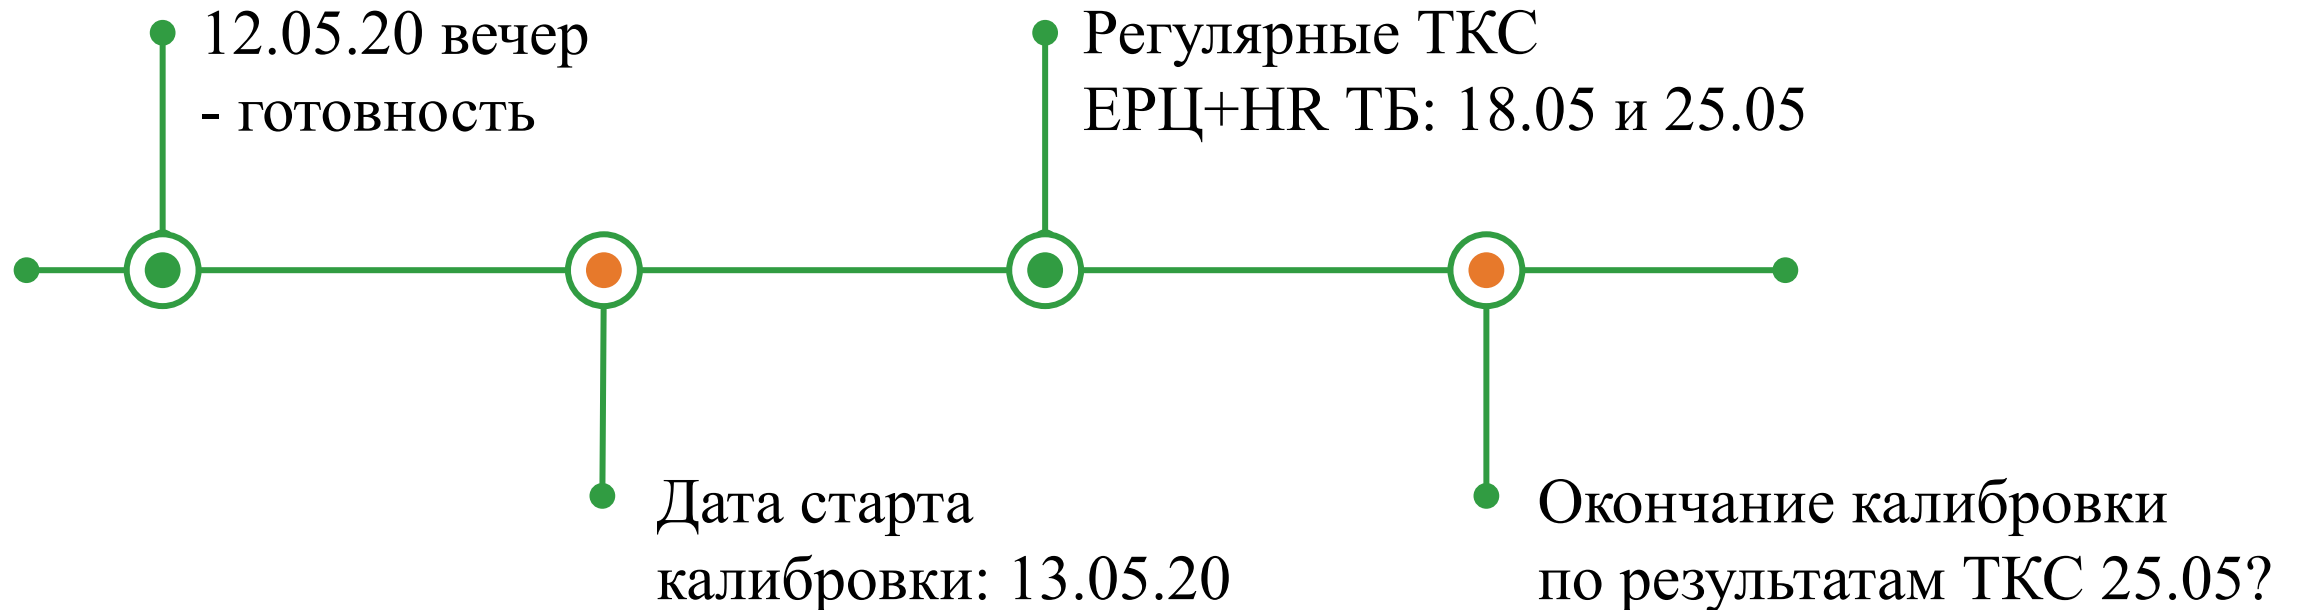 12.05.20 вечер
- готовность
Регулярные ТКС
ЕРЦ+HR ТБ: 18.05 и 25.05
Дата старта
калибровки: 13.05.20
Окончание калибровки
по результатам ТКС 25.05?